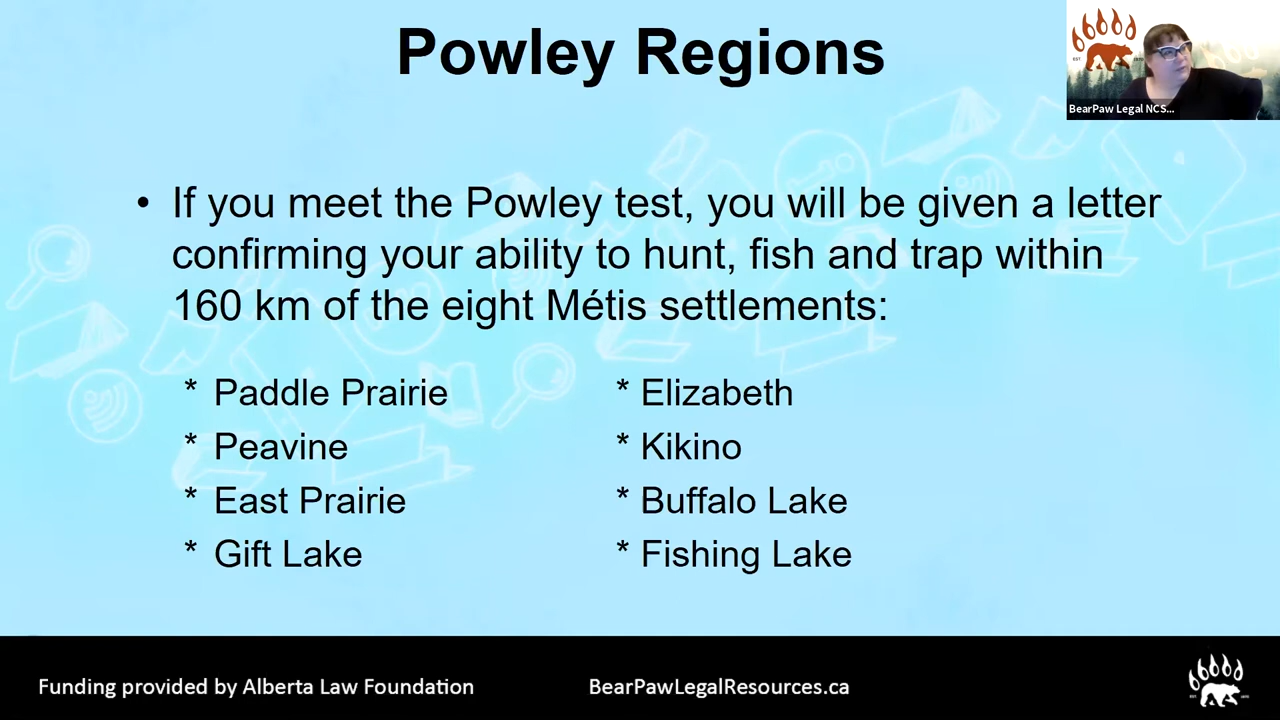 Powley Regions
BearPaw Legal NCS...
• If you meet the Powley test, you will be given a letter
confirming your ability to hunt, fish and trap within
160 km of the eight Métis settlements:
* Paddle Prairie
* Peavine
* East Prairie
* Gift Lake
* Elizabeth
* Kikino
* Buffalo Lake
* Fishing Lake
Funding provided by Alberta Law Foundation
BearPawLegalResources.ca